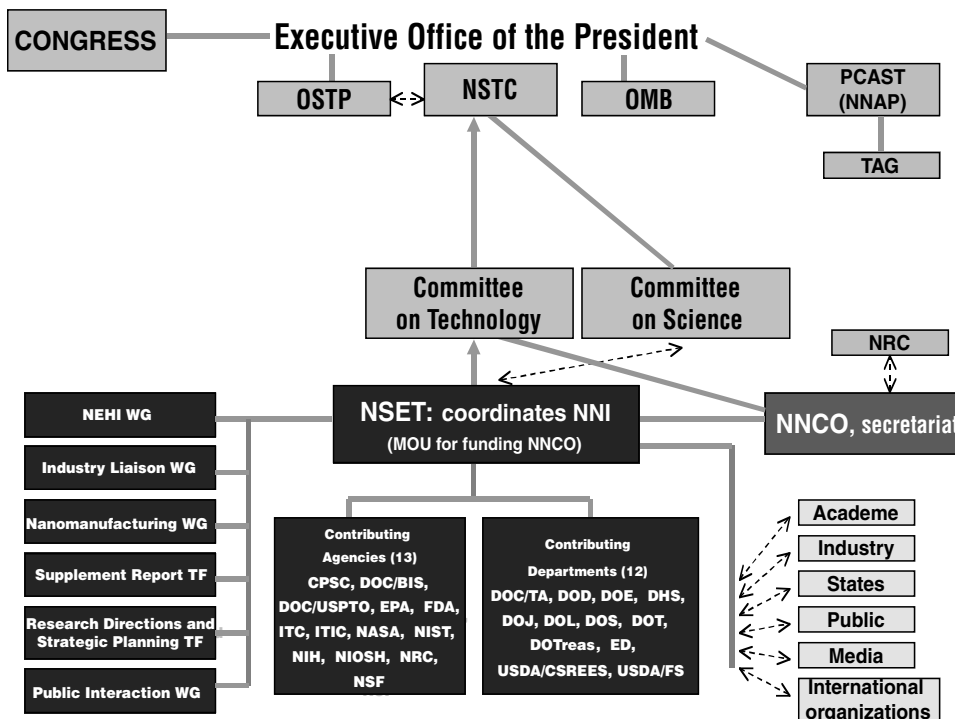 CONGRESS
Executive Office of the President
OSTP
NSTC
OMB
PCAST
(NNAP)
TAG
Committee
on Technology
Committee
on Science
NRC
NEHI WG
NSET: coordinates NNI
(MOU for funding NNCO)
NNCO, secretariat
Industry Liaison WG
Nanomanufacturing WG
Supplement Report TF
Research Directions and
Strategic Planning TF
Public Interaction WG
Contributing
Agencies (13)
CPSC, DOC/BIS,
DOC/USPTO, EPA, FDA,
ITC, ITIC, NASA, NIST,
NIH, NIOSH, NRC,
NSF
Contributing
Departments (12)
DOC/TA, DOD, DOE, DHS,
DOJ, DOL, DOS, DOT,
DOTreas, ED,
USDA/CSREES, USDA/FS
Academe
Industry
States
Public
Media
International
organizations